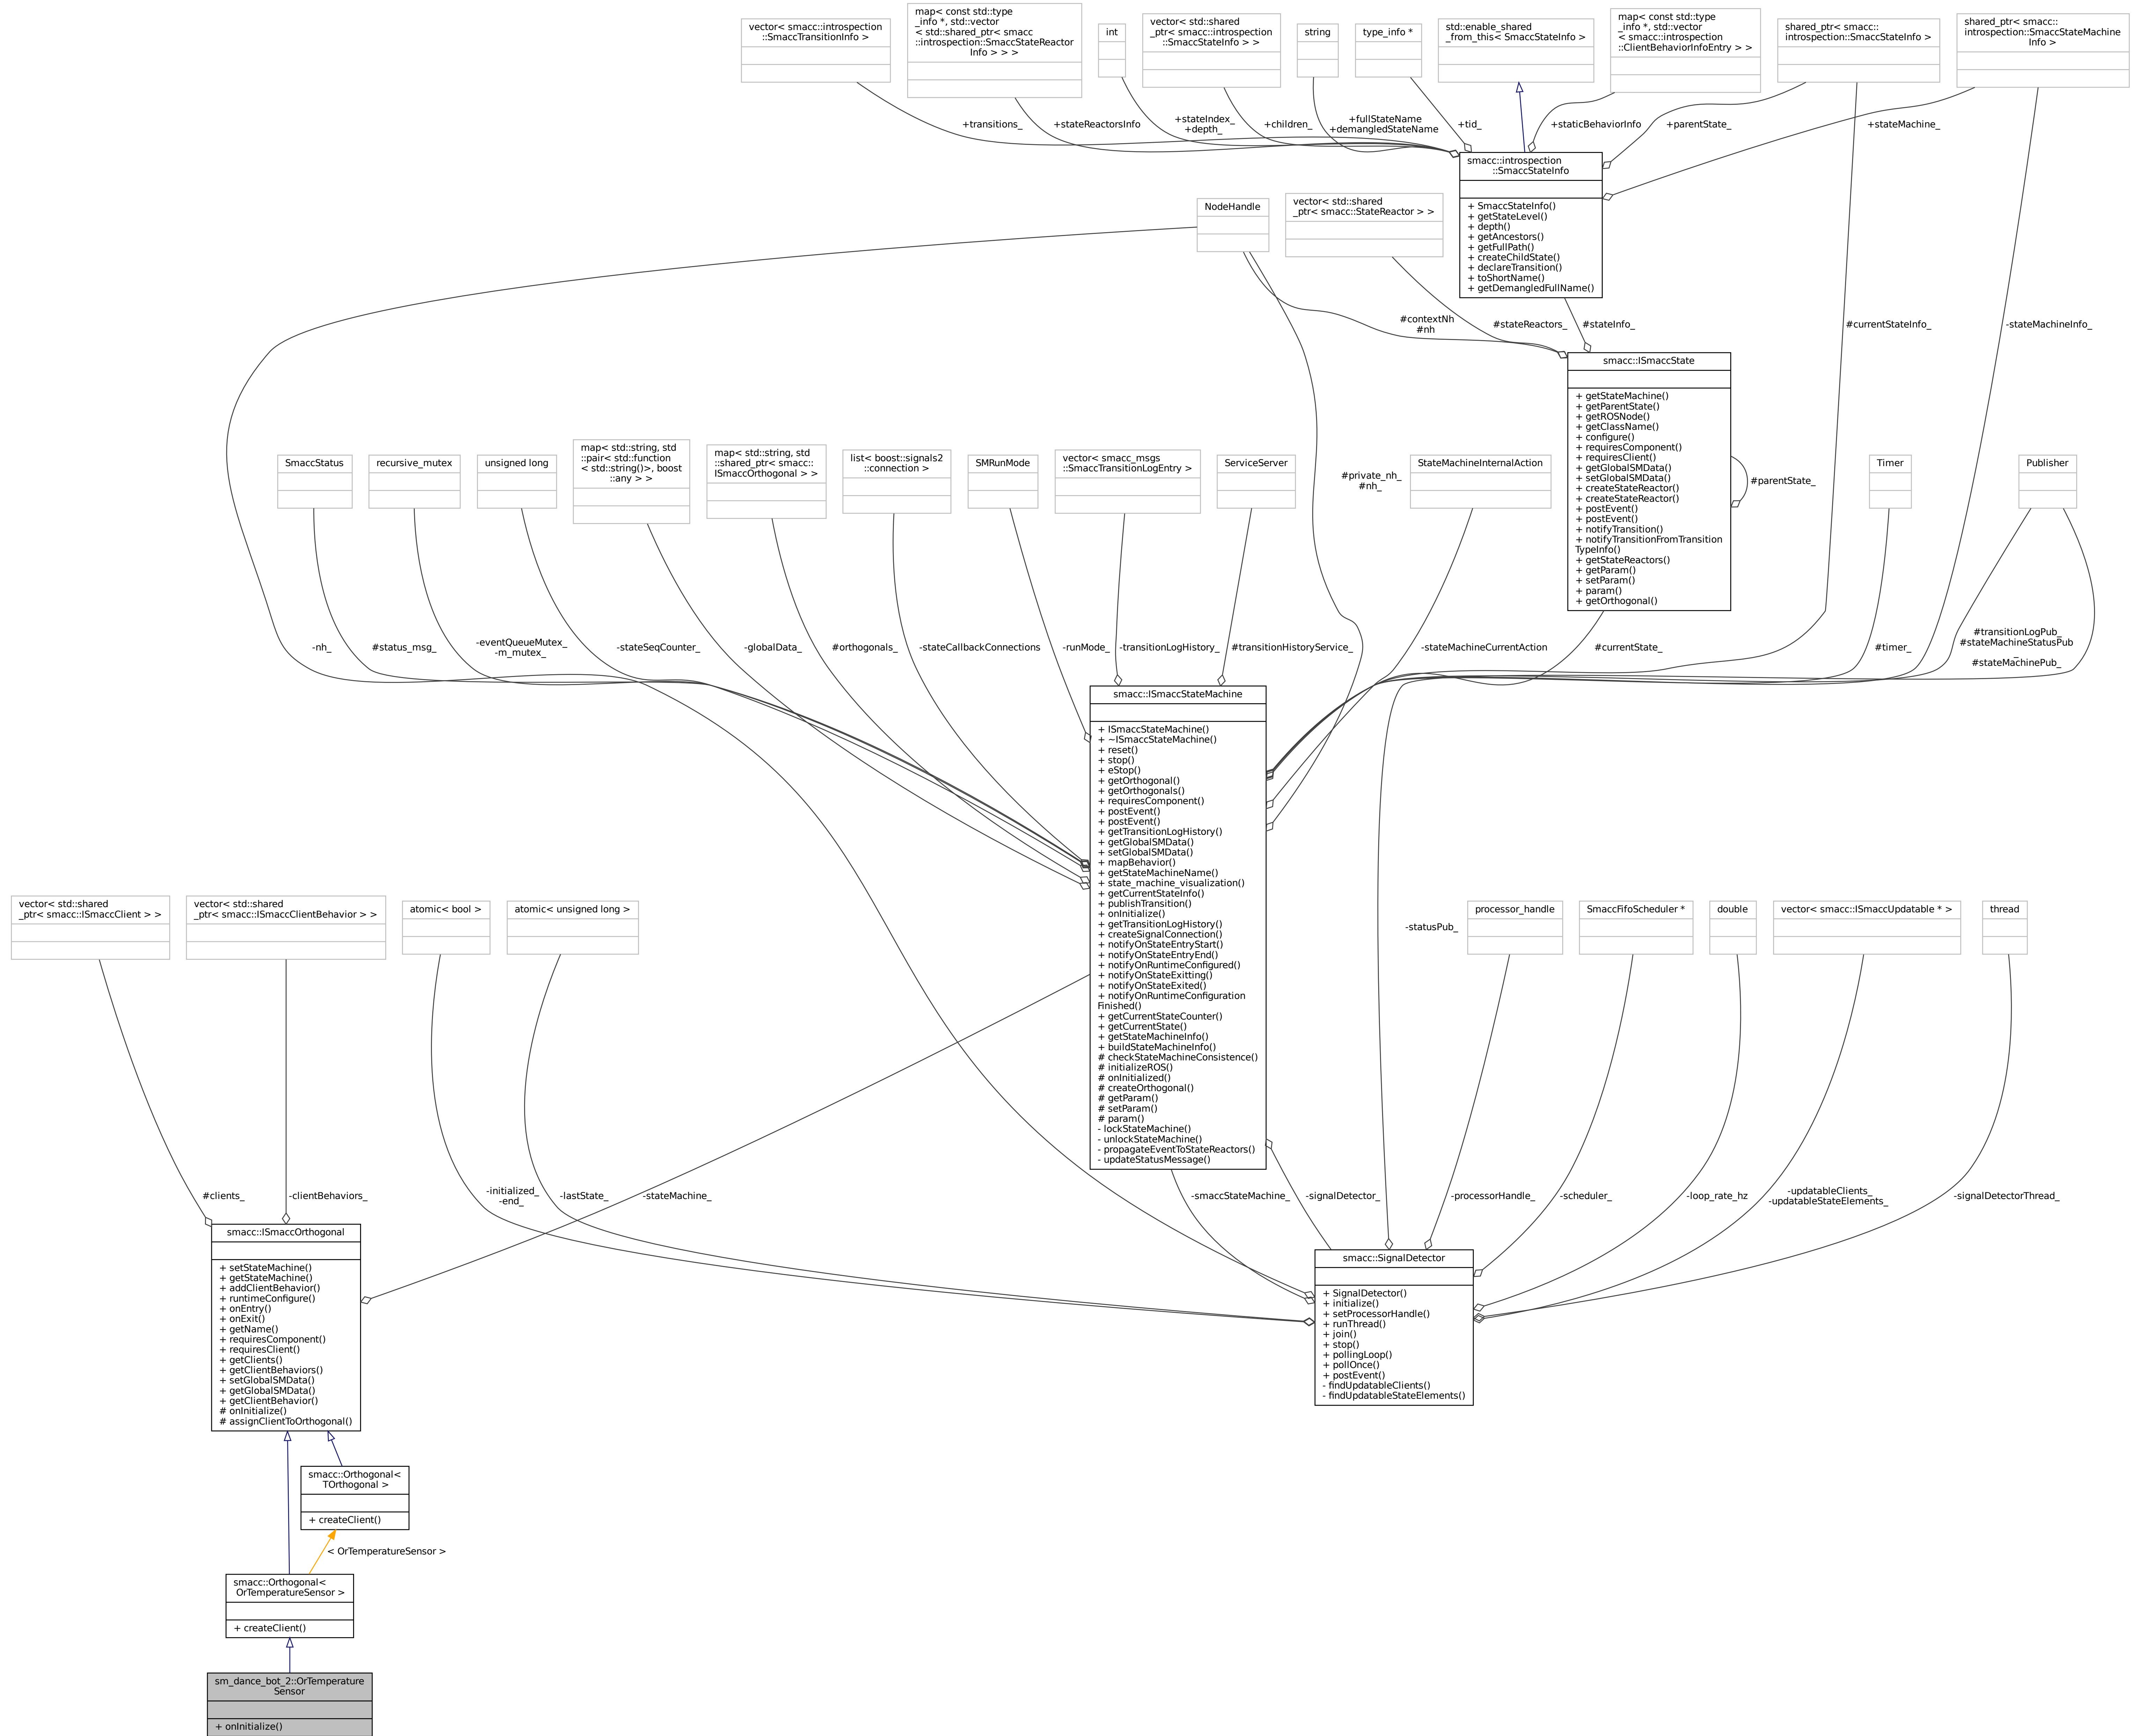 vector< smacc::introspection
::SmaccTransitionInfo >
map< const std::type
_info *, std::vector
< std::shared_ptr< smacc
::introspection::SmaccStateReactor
Info > > >
int
vector< std::shared
_ptr< smacc::introspection
::SmaccStateInfo > >
string
type_info *
std::enable_shared
_from_this< SmaccStateInfo >
map< const std::type
_info *, std::vector
< smacc::introspection
::ClientBehaviorInfoEntry > >
shared_ptr< smacc::
introspection::SmaccStateInfo >
shared_ptr< smacc::
introspection::SmaccStateMachine
Info >
+transitions_
+stateReactorsInfo
+stateIndex_
+depth_
+children_
+fullStateName
+demangledStateName
+tid_
+staticBehaviorInfo
+parentState_
+stateMachine_
smacc::introspection
::SmaccStateInfo
+ SmaccStateInfo()
+ getStateLevel()
+ depth()
+ getAncestors()
+ getFullPath()
+ createChildState()
+ declareTransition()
+ toShortName()
+ getDemangledFullName()
NodeHandle
vector< std::shared
_ptr< smacc::StateReactor > >
#contextNh
#nh
#stateReactors_
#stateInfo_
#currentStateInfo_
-stateMachineInfo_
smacc::ISmaccState
+ getStateMachine()
+ getParentState()
+ getROSNode()
+ getClassName()
+ configure()
+ requiresComponent()
+ requiresClient()
+ getGlobalSMData()
+ setGlobalSMData()
+ createStateReactor()
+ createStateReactor()
+ postEvent()
+ postEvent()
+ notifyTransition()
+ notifyTransitionFromTransition
TypeInfo()
+ getStateReactors()
+ getParam()
+ setParam()
+ param()
+ getOrthogonal()
#parentState_
SmaccStatus
recursive_mutex
unsigned long
map< std::string, std
::pair< std::function
< std::string()>, boost
::any > >
map< std::string, std
::shared_ptr< smacc::
ISmaccOrthogonal > >
list< boost::signals2
::connection >
SMRunMode
vector< smacc_msgs
::SmaccTransitionLogEntry >
ServiceServer
#private_nh_
#nh_
StateMachineInternalAction
Timer
Publisher
-nh_
#status_msg_
-eventQueueMutex_
-m_mutex_
-stateSeqCounter_
-globalData_
#orthogonals_
-stateCallbackConnections
-runMode_
-transitionLogHistory_
#transitionHistoryService_
-stateMachineCurrentAction
#currentState_
#timer_
#transitionLogPub_
#stateMachineStatusPub
_
#stateMachinePub_
smacc::ISmaccStateMachine
+ ISmaccStateMachine()
+ ~ISmaccStateMachine()
+ reset()
+ stop()
+ eStop()
+ getOrthogonal()
+ getOrthogonals()
+ requiresComponent()
+ postEvent()
+ postEvent()
+ getTransitionLogHistory()
+ getGlobalSMData()
+ setGlobalSMData()
+ mapBehavior()
+ getStateMachineName()
+ state_machine_visualization()
+ getCurrentStateInfo()
+ publishTransition()
+ onInitialize()
+ getTransitionLogHistory()
+ createSignalConnection()
+ notifyOnStateEntryStart()
+ notifyOnStateEntryEnd()
+ notifyOnRuntimeConfigured()
+ notifyOnStateExitting()
+ notifyOnStateExited()
+ notifyOnRuntimeConfiguration
Finished()
+ getCurrentStateCounter()
+ getCurrentState()
+ getStateMachineInfo()
+ buildStateMachineInfo()
# checkStateMachineConsistence()
# initializeROS()
# onInitialized()
# createOrthogonal()
# getParam()
# setParam()
# param()
- lockStateMachine()
- unlockStateMachine()
- propagateEventToStateReactors()
- updateStatusMessage()
vector< std::shared
_ptr< smacc::ISmaccClient > >
vector< std::shared
_ptr< smacc::ISmaccClientBehavior > >
atomic< bool >
atomic< unsigned long >
-statusPub_
processor_handle
SmaccFifoScheduler *
double
vector< smacc::ISmaccUpdatable * >
thread
#clients_
-clientBehaviors_
-initialized_
-end_
-lastState_
-stateMachine_
-smaccStateMachine_
-signalDetector_
-processorHandle_
-scheduler_
-loop_rate_hz
-updatableClients_
-updatableStateElements_
-signalDetectorThread_
smacc::ISmaccOrthogonal
+ setStateMachine()
+ getStateMachine()
+ addClientBehavior()
+ runtimeConfigure()
+ onEntry()
+ onExit()
+ getName()
+ requiresComponent()
+ requiresClient()
+ getClients()
+ getClientBehaviors()
+ setGlobalSMData()
+ getGlobalSMData()
+ getClientBehavior()
# onInitialize()
# assignClientToOrthogonal()
smacc::SignalDetector
+ SignalDetector()
+ initialize()
+ setProcessorHandle()
+ runThread()
+ join()
+ stop()
+ pollingLoop()
+ pollOnce()
+ postEvent()
- findUpdatableClients()
- findUpdatableStateElements()
smacc::Orthogonal<
TOrthogonal >
+ createClient()
< OrTemperatureSensor >
smacc::Orthogonal<
OrTemperatureSensor >
+ createClient()
sm_dance_bot_2::OrTemperature
Sensor
+ onInitialize()